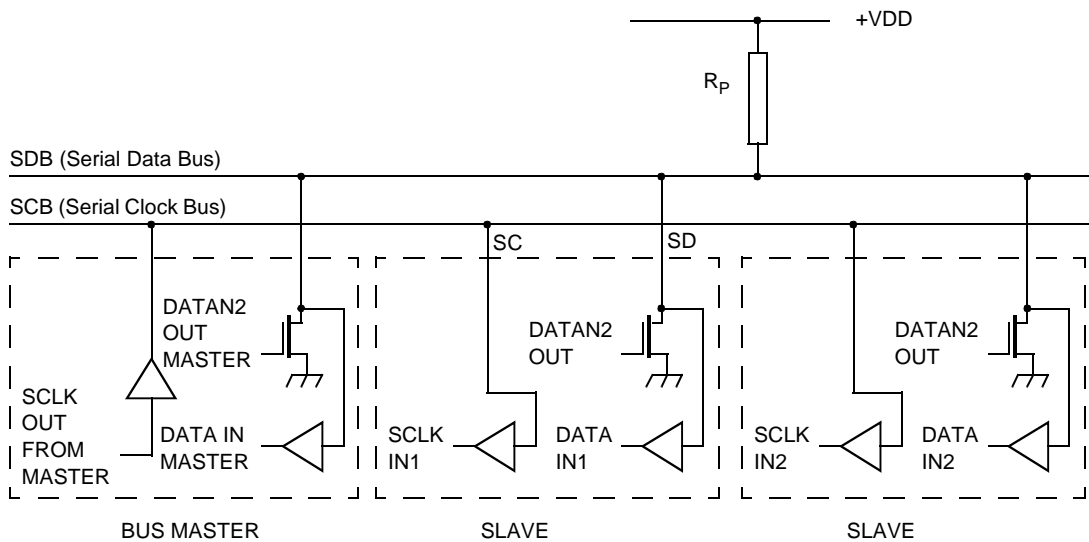 +VDD
RP
SDB (Serial Data Bus)
SCB (Serial Clock Bus)
SC
SD
DATAN2
OUT
MASTER
SCLK
OUT
FROM
MASTER
DATA IN
MASTER
DATAN2
OUT
SCLK
IN1
DATA
IN1
DATAN2
OUT
SCLK
IN2
DATA
IN2
BUS MASTER
SLAVE
SLAVE